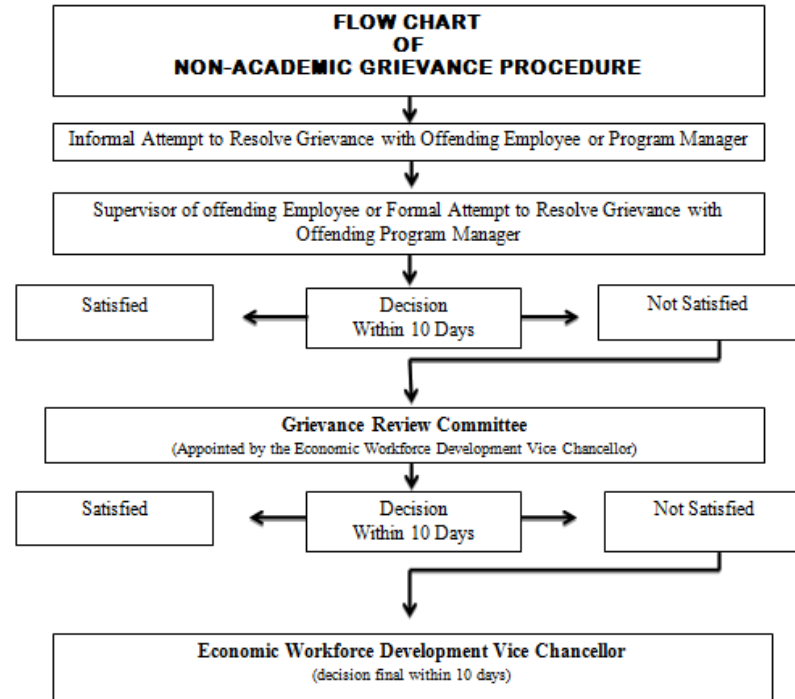 FLOW CHART
OF
NON-ACADEMIC GRIEVANCE PROCEDURE
Informal Attempt to Resolve Grievance with Offending Employee or Program Manager
Supervisor of offending Employee or Formal Attempt to Resolve Grievance with
Offending Program Manager
Satisfied
Decision
Within 10 Days
Not Satisfied
Grievance Review Committee
(Appointed by the Economic Workforce Development Vice Chancellor)
Satisfied
Decision
Within 10 Days
Not Satisfied
Economic Workforce Development Vice Chancellor
(decision final within 10 days)